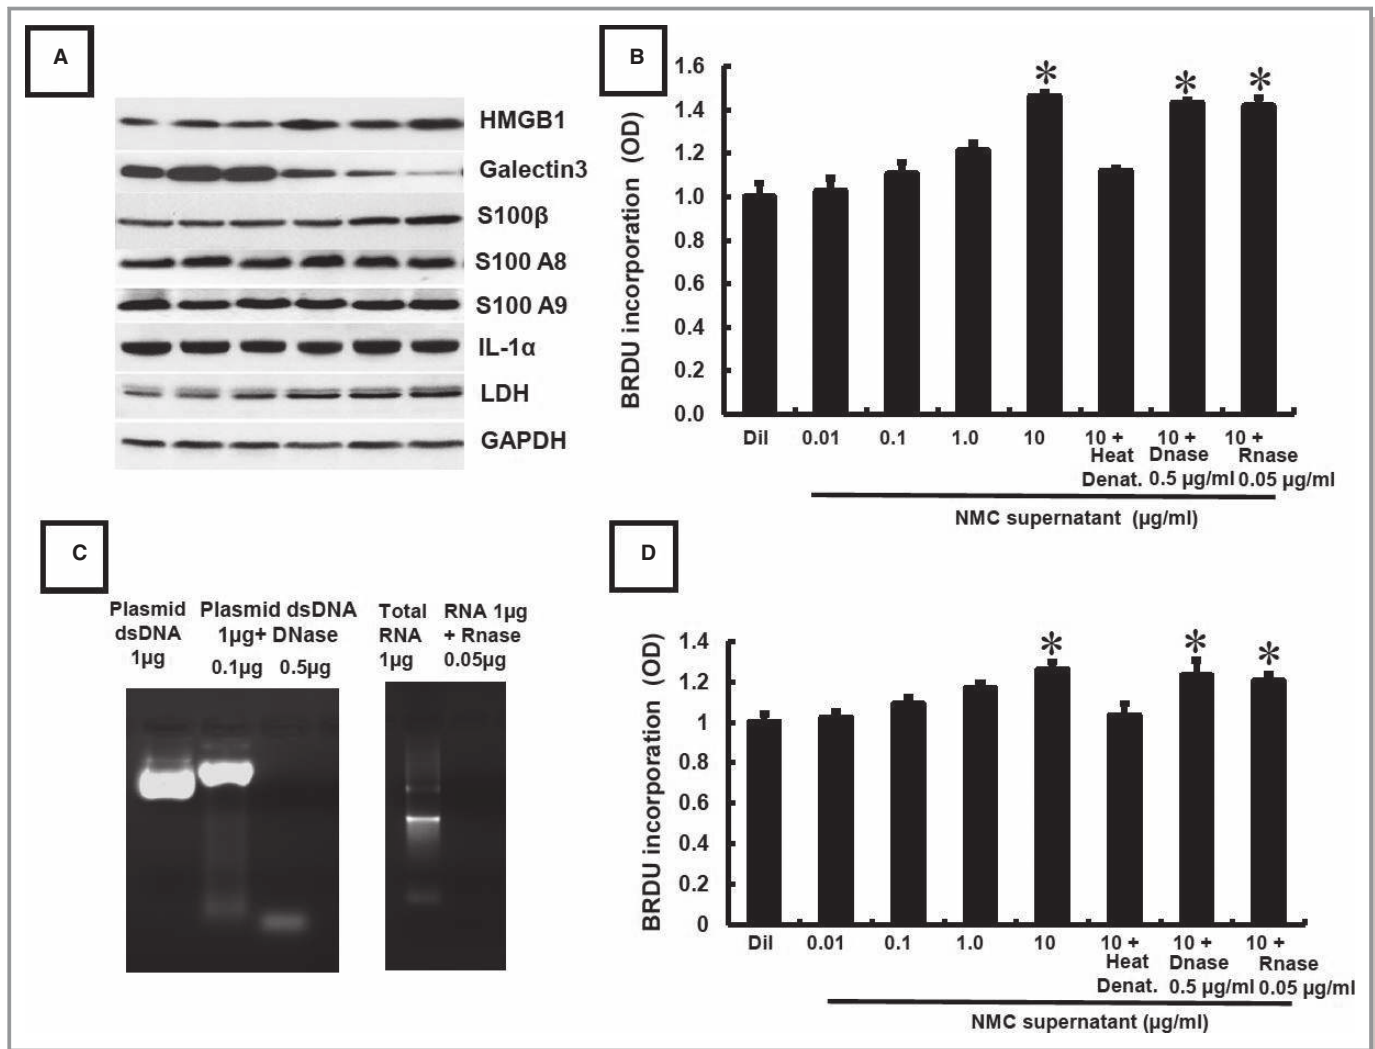 A
HMGB1
Galectin3
S100β
S100 A8
S100 A9
IL-1α
LDH
GAPDH
B
BRDU incorporation (OD)
1.6
1.4
1.2
1.0
0.8
0.6
0.4
0.2
0.0
* * *
Dil 0.01 0.1 1.0 10 10 + 10 + 10 +
Heat Dnase Rnase
Denat. 0.5 µg/ml 0.05 µg/ml
NMC supernatant (µg/ml)
C
Plasmid
dsDNA
1µg
Plasmid dsDNA
1µg+ DNase
0.1µg 0.5µg
Total
RNA
1µg
RNA 1µg
+ Rnase
0.05µg
D
BRDU incorporation (OD)
1.4
1.2
1
0.8
0.6
0.4
0.2
0
* * *
Dil 0.01 0.1 1.0 10 10 + 10 + 10 +
Heat Dnase Rnase
Denat. 0.5 µg/ml 0.05 µg/ml
NMC supernatant (µg/ml)